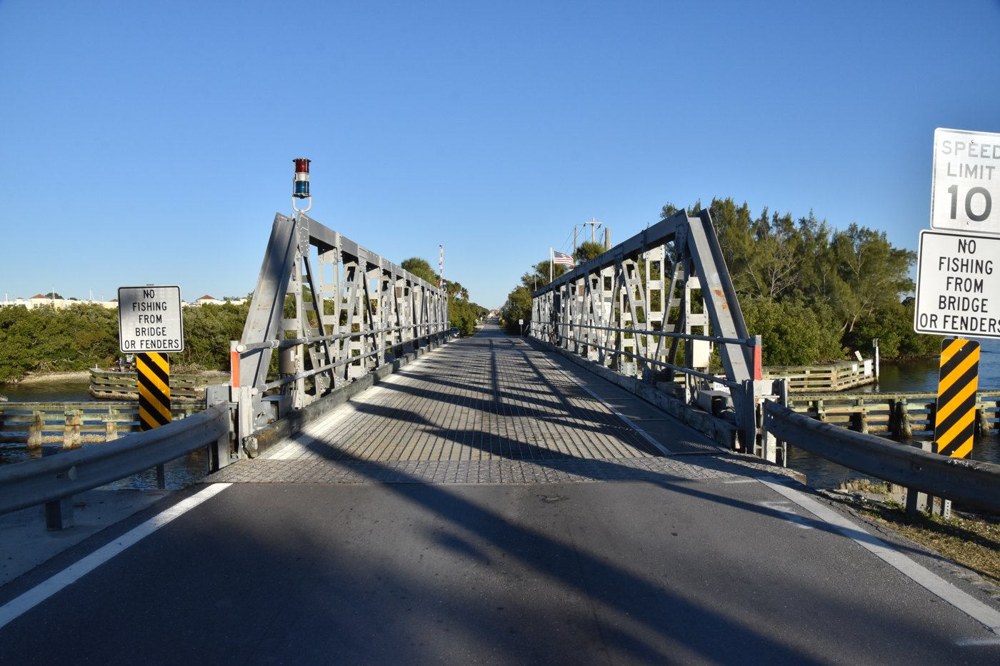 NO
FISHING
FROM
BRIDGE
OR FENDERS
SPEED
LIMIT
10
NO
FISHING
FROM
BRIDGE
OR FENDERS